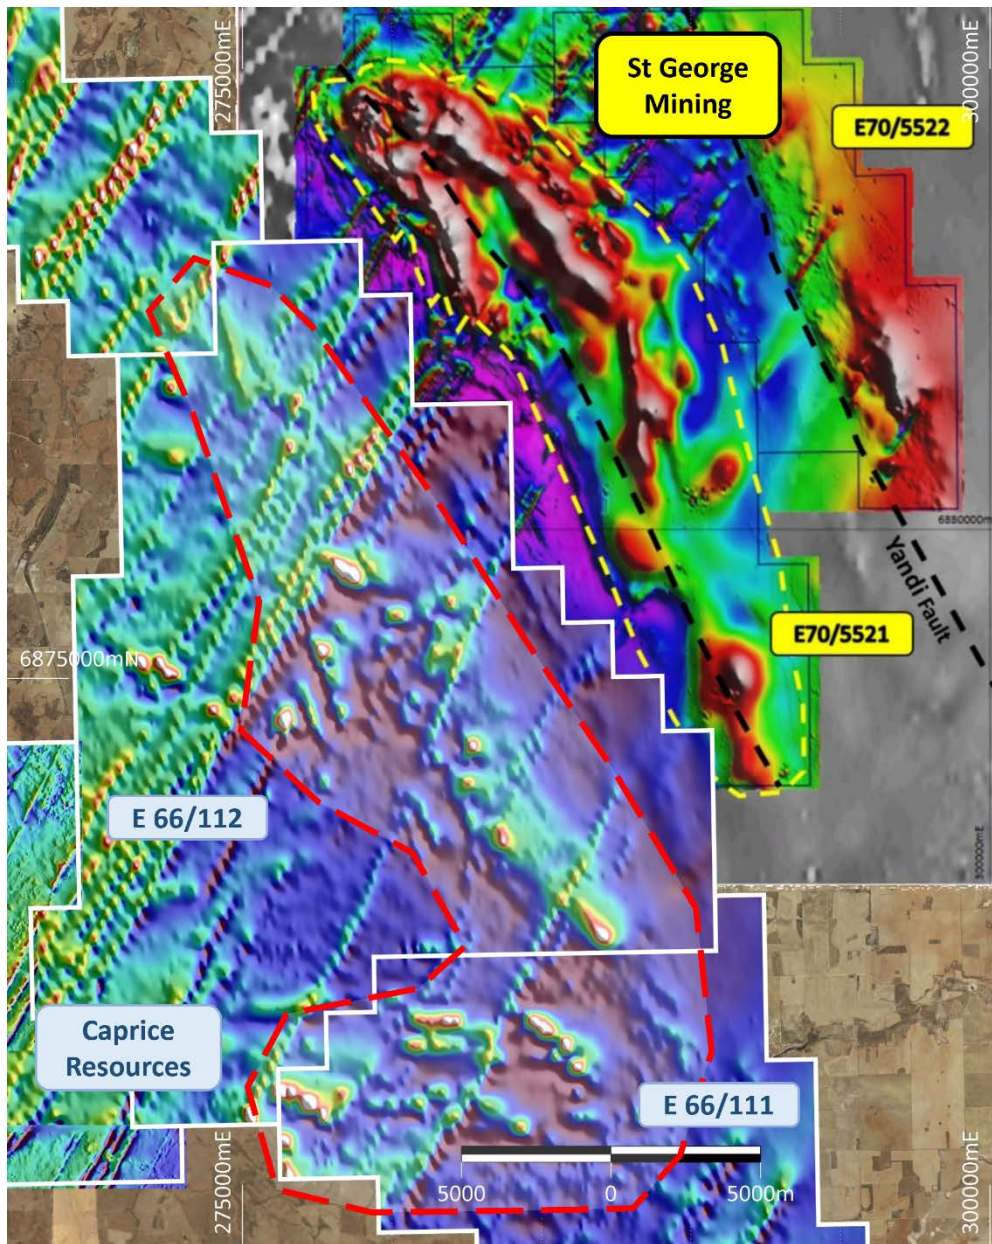 275000mE
300000mE
St George
Mining
E70/5522
6880000mN
Yandi Fault
E70/5521
6875000mN
E 66/112
300000mE
Caprice
Resources
E 66/111
5000 0 5000m
275000mE
300000mE